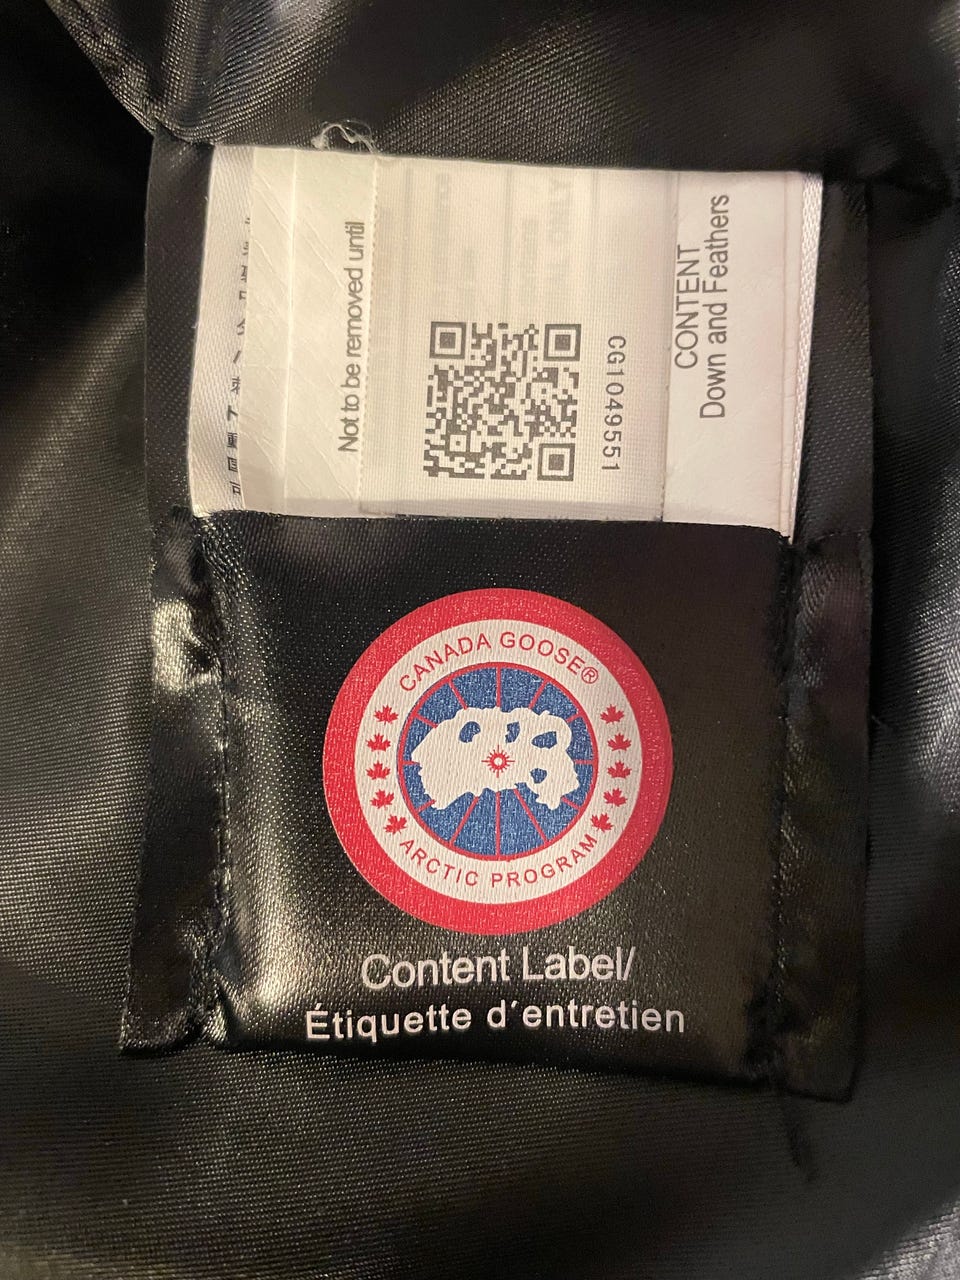 Not to be removed until
CG1049551
CONTENT
Down and Feathers
CANADA GOOSE®
ARCTIC PROGRAM
Content Label/
Étiquette d´entretien